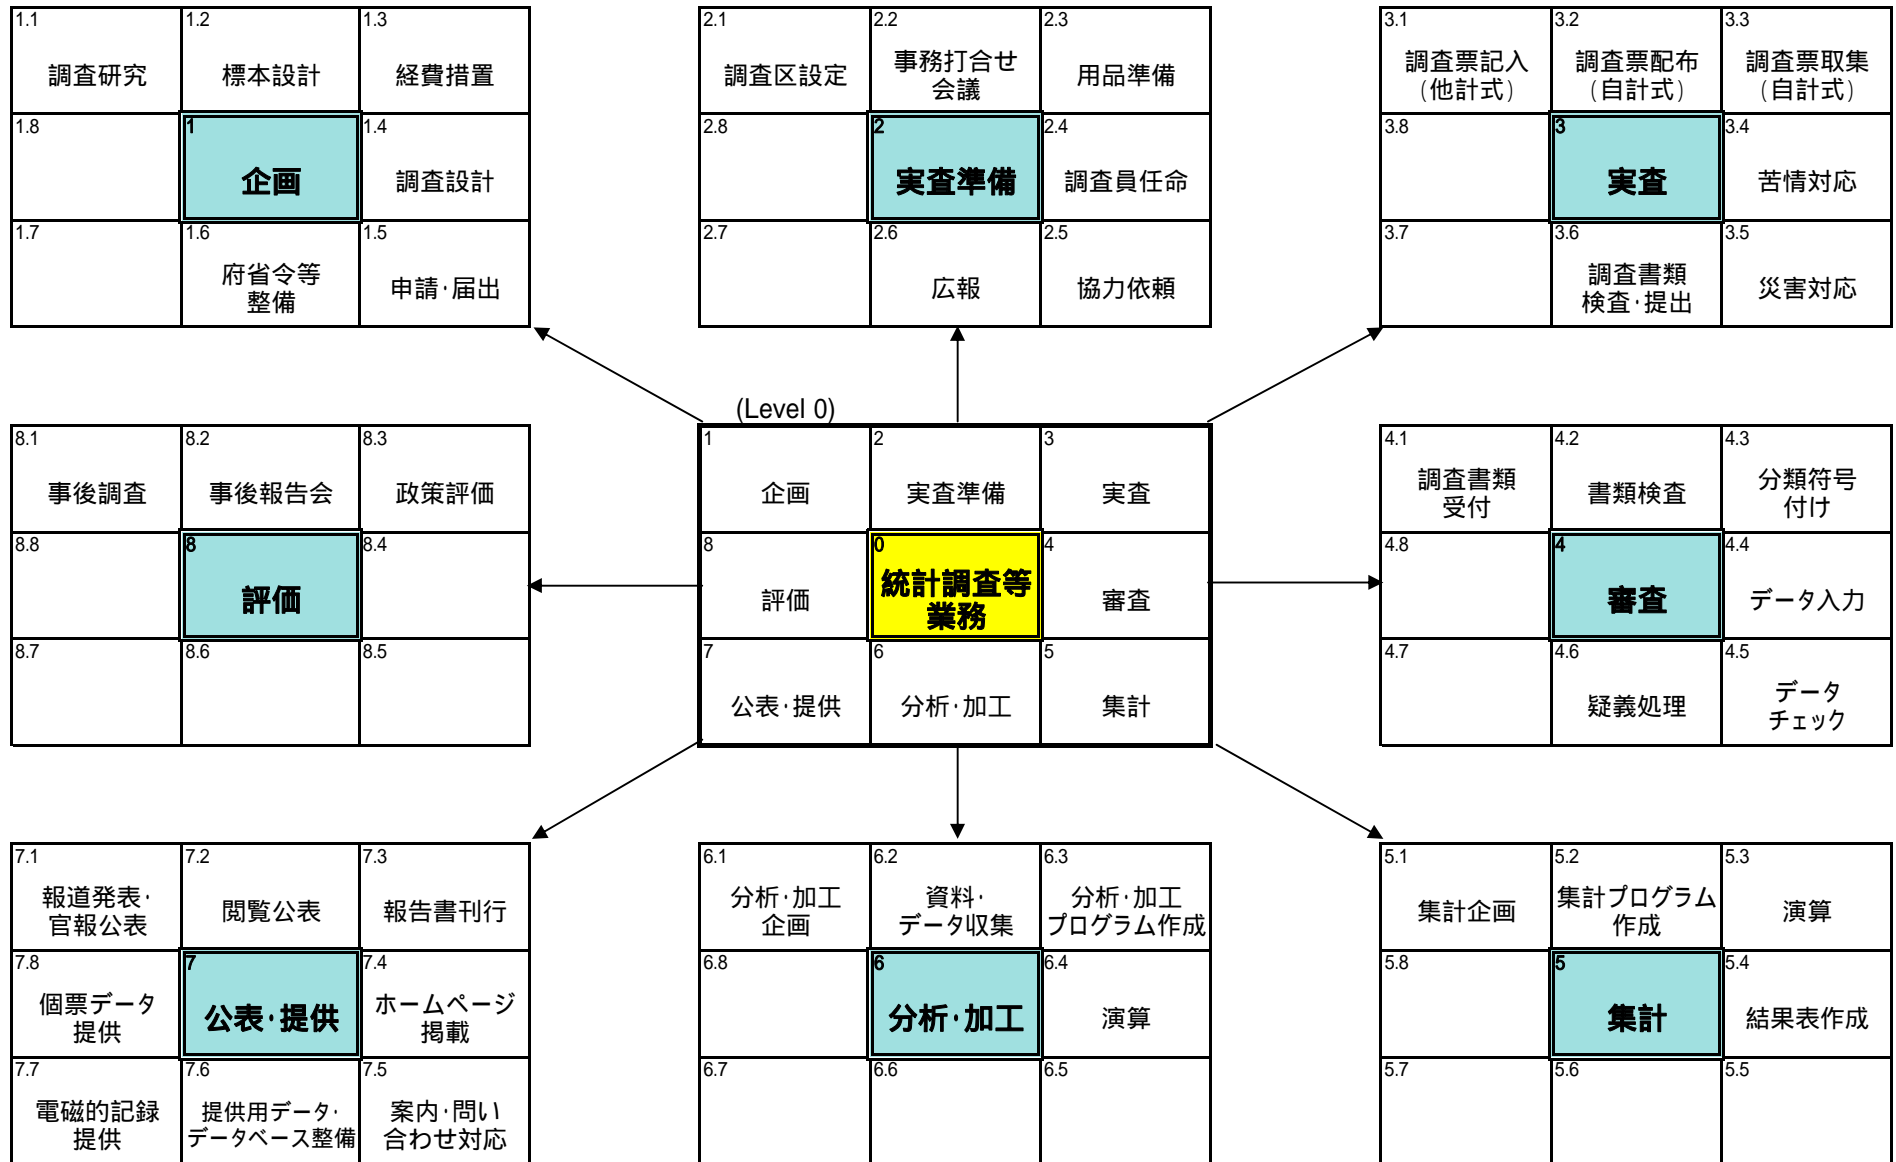 1.1
調査研究
1.2
標本設計
1.3
経費措置
1.8
1
企画
1.4
調査設計
1.7
1.6
府省令等
整備
1.5
申請･届出
2.1
調査区設定
2.2
事務打合せ
会議
2.3
用品準備
2.8
2
実査準備
2.4
調査員任命
2.7
2.6
広報
2.5
協力依頼
3.1
調査票記入
(他計式)
3.2
調査票配布
(自計式)
3.3
調査票取集
(自計式)
3.8
3
実査
3.4
苦情対応
3.7
3.6
調査書類
検査･提出
3.5
災害対応
8.1
事後調査
8.2
事後報告会
8.3
政策評価
8.8
8
評価
8.4
8.7
8.6
8.5
(Level 0)
1
企画
2
実査準備
3
実査
8
評価
0
統計調査等
業務
4
審査
7
公表･提供
6
分析･加工
5
集計
4.1
調査書類
受付
4.2
書類検査
4.3
分類符号
付け
4.8
4
審査
4.4
データ入力
4.7
4.6
疑義処理
4.5
データ
チェック
7.1
報道発表･
官報公表
7.2
閲覧公表
7.3
報告書刊行
7.8
個票データ
提供
7
公表･提供
7.4
ホームページ
掲載
7.7
電磁的記録
提供
7.6
提供用データ･
データベース整備
7.5
案内･問い
合わせ対応
6.1
分析･加工
企画
6.2
資料･
データ収集
6.3
分析･加工
プログラム作成
6.8
6
分析･加工
6.4
演算
6.7
6.6
6.5
5.1
集計企画
5.2
集計プログラム
作成
5.3
演算
5.8
5
集計
5.4
結果表作成
5.7
5.6
5.5